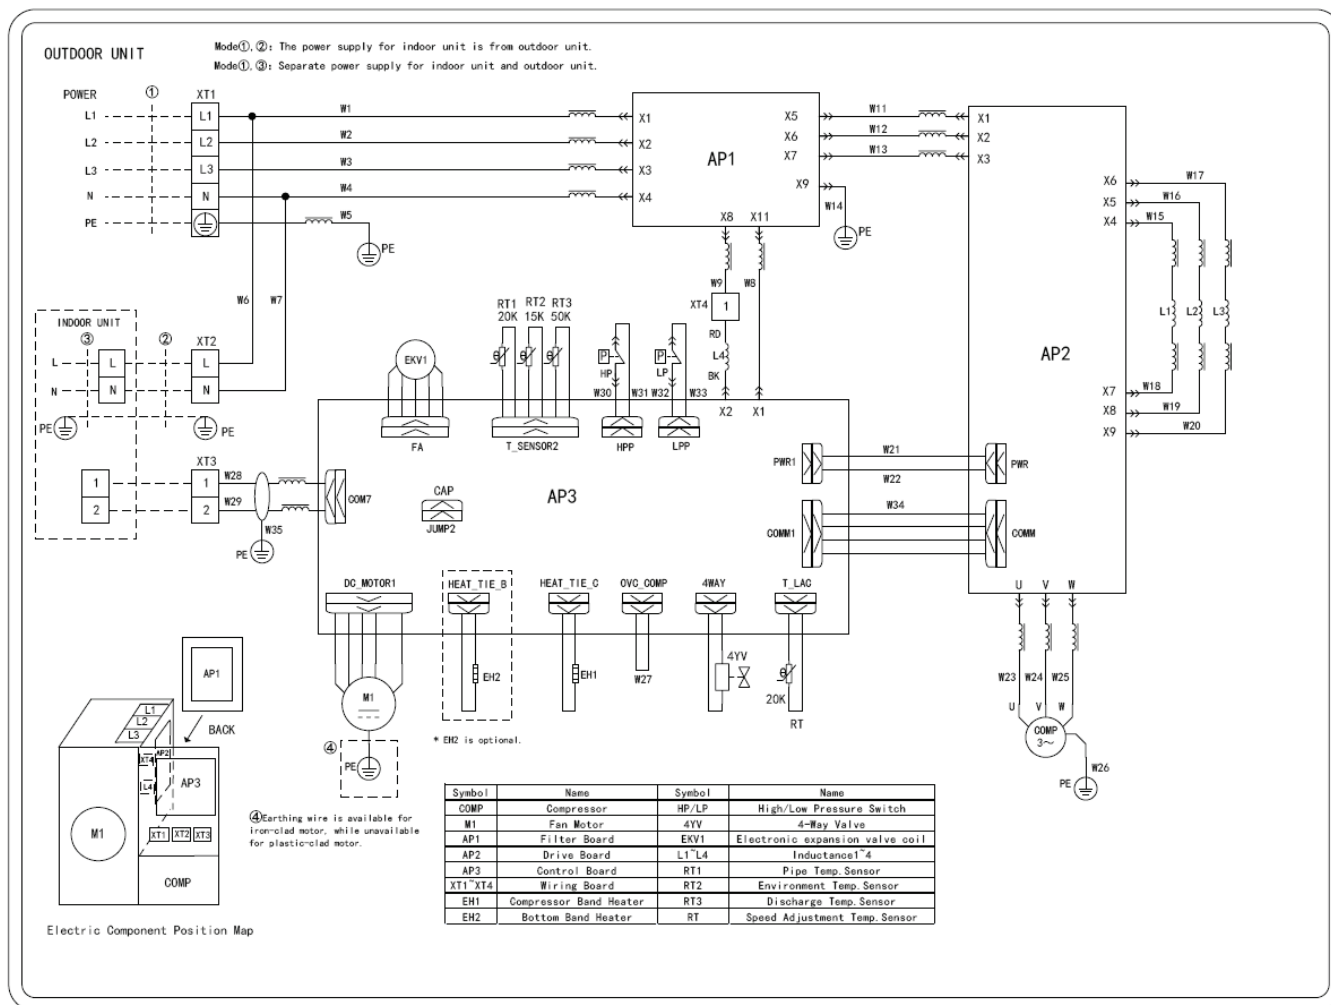 OUTDOOR UNIT
Mode①,②: The power supply for indoor unit is from outdoor unit.
Mode①,③: Separate power supply for indoor unit and outdoor unit.
POWER
①
XT1
L1
L1
W1
X1
X5
W11
X1
L2
L2
W2
X2
X6
W12
X2
L3
L3
W3
X3
AP1
X7
W13
X3
N
N
W4
X4
X9
W14
PE
PE
W5
PE
X8
X11
X6
W17
X5
W16
X4
W15
L1
L2
L3
AP2
X7
W18
X8
W19
X9
W20
W6
W7
W9
W8
XT4
1
RD
L4
BK
X2
X1
INDOOR UNIT
③
②
XT2
L
L
L
N
N
N
PE
PE
EKV1
FA
RT1
RT2
RT3
20K
15K
50K
θ
θ
θ
T_SENSOR2
P
HP
W30
W31
HPP
P
LP
W32
W33
LPP
XT3
1
1
W28
2
2
W29
COM7
W35
PE
CAP
JUMP2
AP3
PWR1
W21
PWR
W22
COMM1
W34
COMM
DC_MOTOR1
HEAT_TIE_B
HEAT_TIE_C
OVC_COMP
4WAY
T_LAC
M1
EH2
EH1
W27
4YV
θ
20K
RT
* EH2 is optional.
④
PE
U
V
W
W23
W24
W25
U
V
W
COMP
3～
W26
PE
AP1
BACK
L1
L2
L3
XT4
AP2
L4
AP3
M1
XT1
XT2
XT3
COMP
Electric Component Position Map
④Earthing wire is available for
iron-clad motor, while unavailable
for plastic-clad motor.
Symbol Name Symbol Name
COMP Compressor HP/LP High/Low Pressure Switch
M1 Fan Motor 4YV 4-Way Valve
AP1 Filter Board EKV1 Electronic expansion valve coil
AP2 Drive Board L1~L4 Inductance1~4
AP3 Control Board RT1 Pipe Temp.Sensor
XT1~XT4 Wiring Board RT2 Environment Temp.Sensor
EH1 Compressor Band Heater RT3 Discharge Temp.Sensor
EH2 Bottom Band Heater RT Speed Adjustment Temp.Sensor